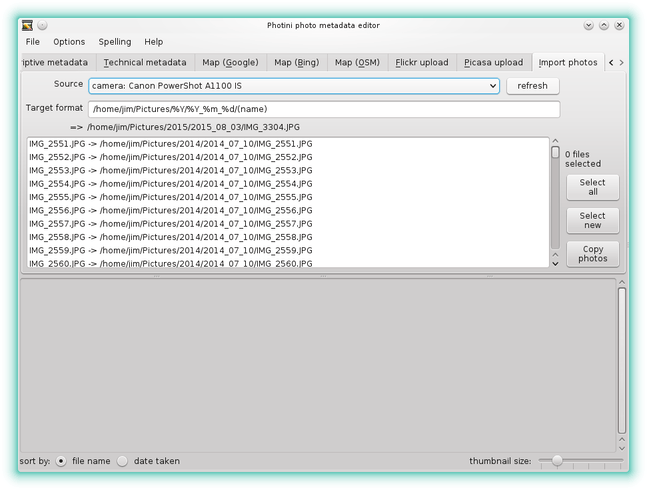 Photini photo metadata editor
File Options Spelling Help
iptive metadata Technical metadata Map (Google) Map (Bing) Map (OSM) Flickr upload Picasa upload Import photos
Source camera: Canon PowerShot A1100 IS refresh
Target format /home/jim/Pictures/%Y/%Y_%m_%d/(name)
=> /home/jim/Pictures/2015/2015_08_03/IMG_3304.JPG
IMG_2551.JPG -> /home/jim/Pictures/2014/2014_07_10/IMG_2551.JPG
IMG_2552.JPG -> /home/jim/Pictures/2014/2014_07_10/IMG_2552.JPG
IMG_2553.JPG -> /home/jim/Pictures/2014/2014_07_10/IMG_2553.JPG
IMG_2554.JPG -> /home/jim/Pictures/2014/2014_07_10/IMG_2554.JPG
IMG_2555.JPG -> /home/jim/Pictures/2014/2014_07_10/IMG_2555.JPG
IMG_2556.JPG -> /home/jim/Pictures/2014/2014_07_10/IMG_2556.JPG
IMG_2557.JPG -> /home/jim/Pictures/2014/2014_07_10/IMG_2557.JPG
IMG_2558.JPG -> /home/jim/Pictures/2014/2014_07_10/IMG_2558.JPG
IMG_2559.JPG -> /home/jim/Pictures/2014/2014_07_10/IMG_2559.JPG
IMG_2560.JPG -> /home/jim/Pictures/2014/2014_07_10/IMG_2560.JPG
0 files
selected
Select
all
Select
new
Copy
photos
sort by: file name date taken thumbnail size: